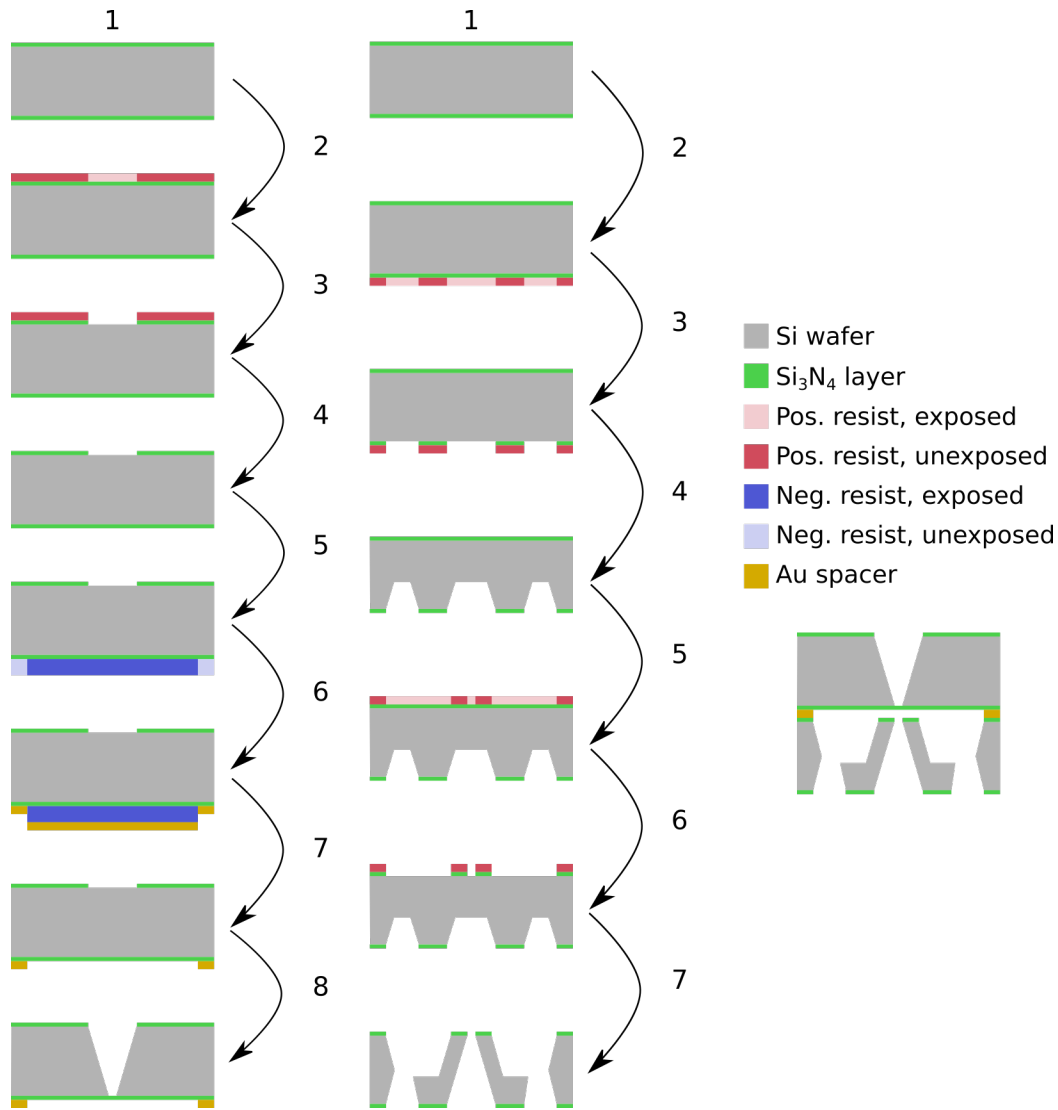 1
2
3
4
5
6
7
8
1
2
3
4
5
6
7
Si wafer
Si₃N₄ layer
Pos. resist, exposed
Pos. resist, unexposed
Neg. resist, exposed
Neg. resist, unexposed
Au spacer